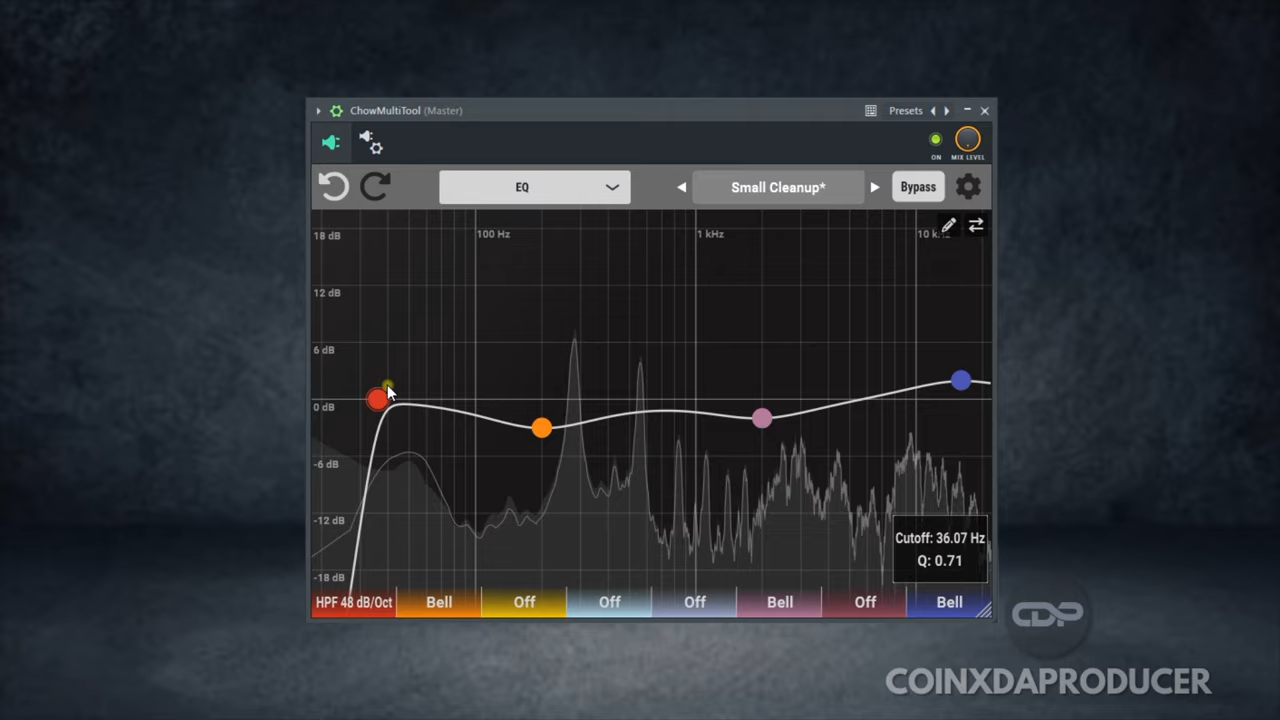 ChowMultiTool (Master)
Presets
ON
MIX LEVEL
EQ
Small Cleanup*
Bypass
18 dB
100 Hz
1 kHz
12 dB
6 dB
0 dB
-6 dB
-12 dB
-18 dB
Cutoff: 36.07 Hz
Q: 0.71
HPF 48 dB/Oct
Bell
Off
Off
Off
Bell
Off
Bell
CDP
COINXDAPRODUCER